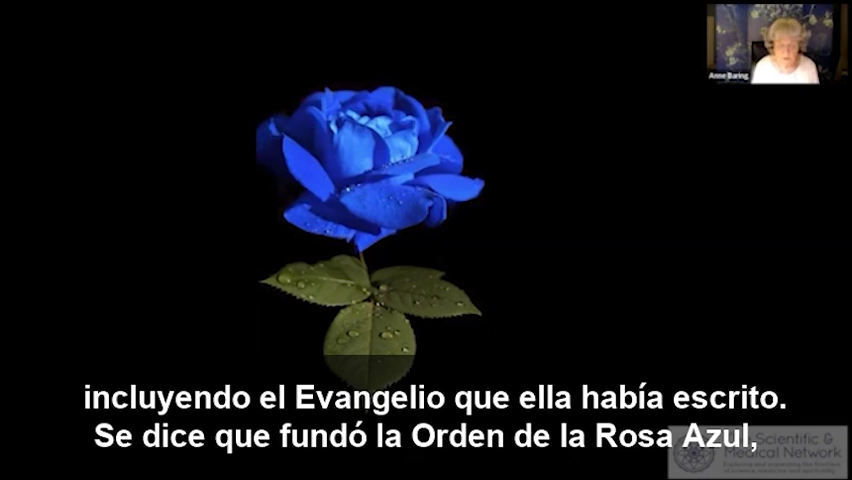 Anne Baring
incluyendo el Evangelio que ella había escrito.
Se dice que fundó la Orden de la Rosa Azul,
Scientific &
Medical Network